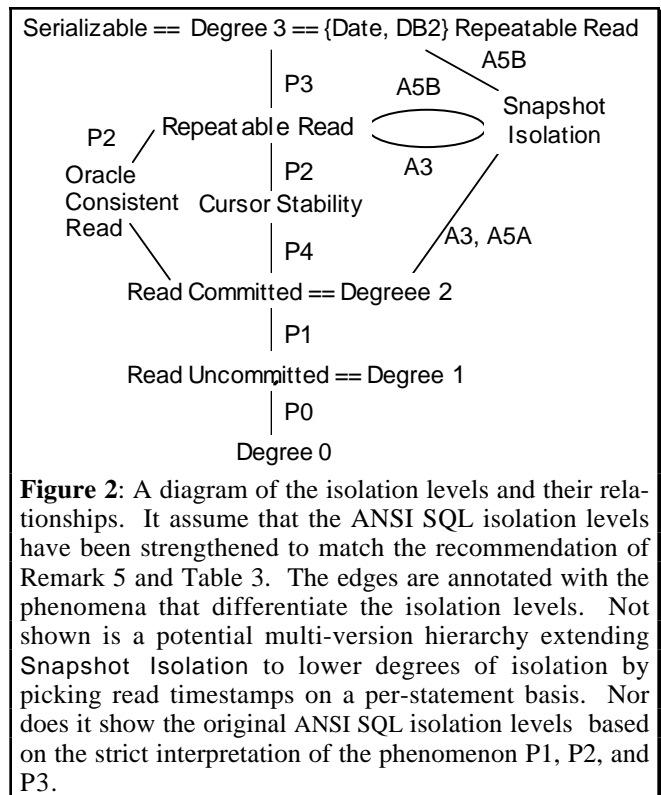 Serializable == Degree 3 == {Date, DB2} Repeatable Read
A5B
P3
A5B
Snapshot
Isolation
P2
Repeatable Read
A3
Oracle
Consistent
Read
P2
Cursor Stability
P4
A3, A5A
Read Committed == Degreee 2
P1
Read Uncommitted == Degree 1
P0
Degree 0
Figure 2: A diagram of the isolation levels and their rela-
tionships. It assume that the ANSI SQL isolation levels
have been strengthened to match the recommendation of
Remark 5 and Table 3. The edges are annotated with the
phenomena that differentiate the isolation levels. Not
shown is a potential multi-version hierarchy extending
Snapshot Isolation to lower degrees of isolation by
picking read timestamps on a per-statement basis. Nor
does it show the original ANSI SQL isolation levels based
on the strict interpretation of the phenomenon P1, P2, and
P3.